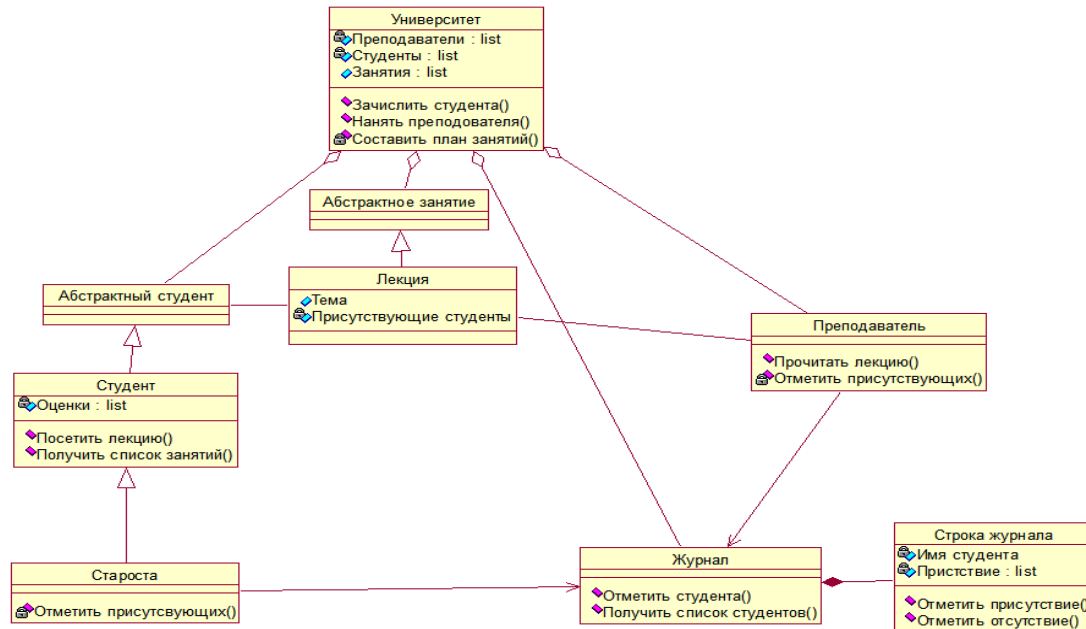 Университет
Преподаватели : list
Студенты : list
Занятия : list
Зачислить студента()
Нанять преподователя()
Составить план занятий()
Абстрактное занятие
Лекция
Тема
Присутствующие студенты
Абстрактный студент
Преподаватель
Прочитать лекцию()
Отметить присутствующих()
Студент
Оценки : list
Посетить лекцию()
Получить список занятий()
Староста
Отметить присутсвующих()
Журнал
Отметить студента()
Получить список студентов()
Строка журнала
Имя студента
Пристствие : list
Отметить присутствие()
Отметить отсутствие()